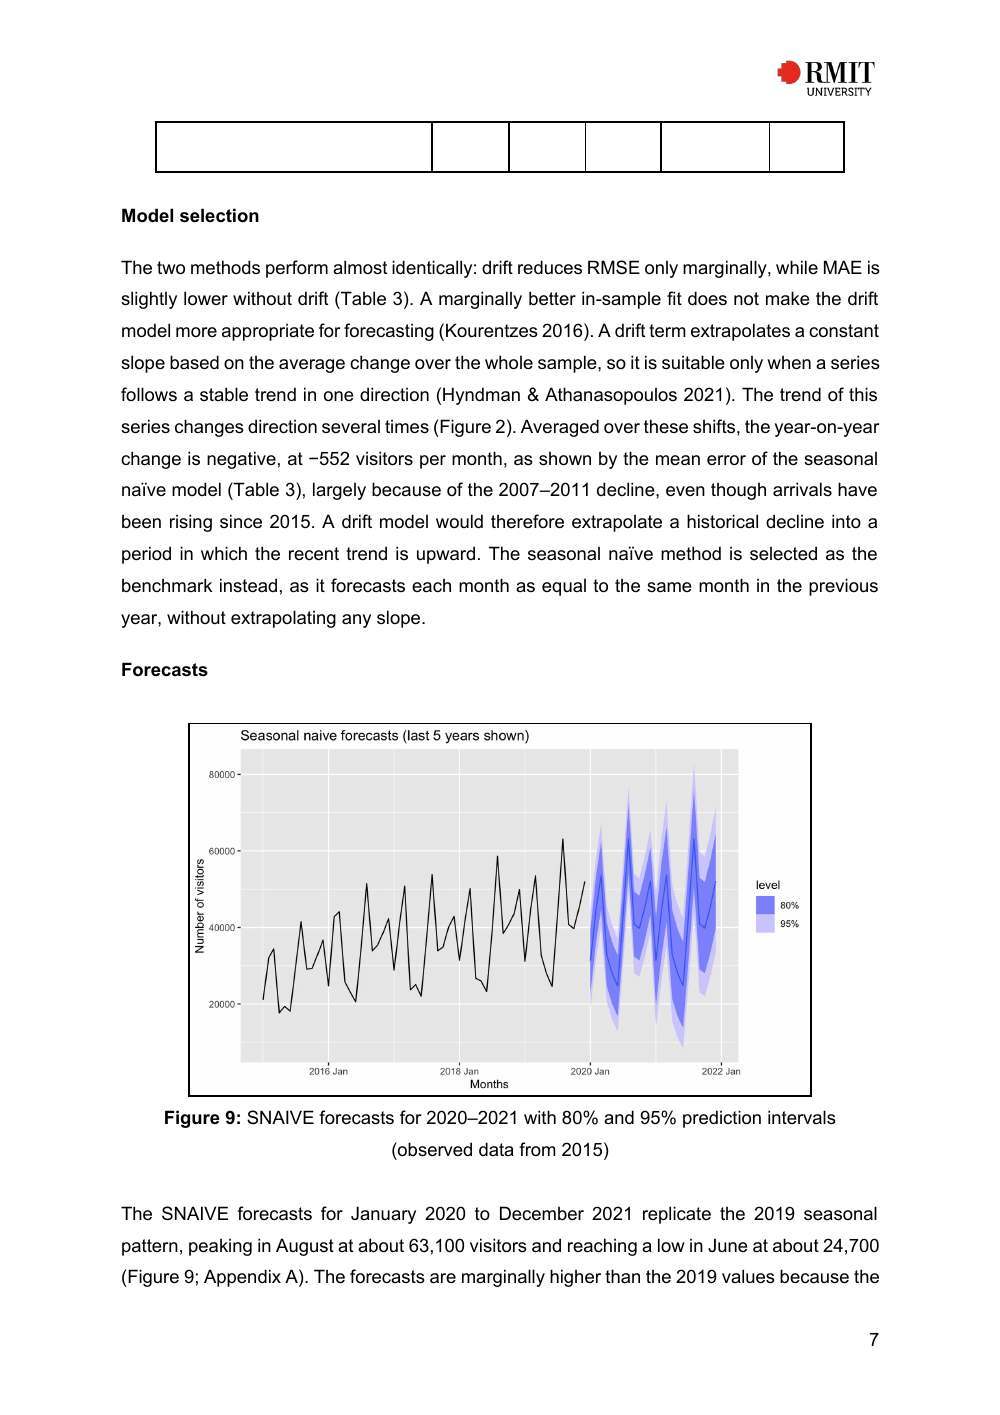 RMIT
UNIVERSITY
Model selection
The two methods perform almost identically: drift reduces RMSE only marginally, while MAE is
slightly lower without drift (Table 3). A marginally better in-sample fit does not make the drift
model more appropriate for forecasting (Kourentzes 2016). A drift term extrapolates a constant
slope based on the average change over the whole sample, so it is suitable only when a series
follows a stable trend in one direction (Hyndman & Athanasopoulos 2021). The trend of this
series changes direction several times (Figure 2). Averaged over these shifts, the year-on-year
change is negative, at −552 visitors per month, as shown by the mean error of the seasonal
naïve model (Table 3), largely because of the 2007–2011 decline, even though arrivals have
been rising since 2015. A drift model would therefore extrapolate a historical decline into a
period in which the recent trend is upward. The seasonal naïve method is selected as the
benchmark instead, as it forecasts each month as equal to the same month in the previous
year, without extrapolating any slope.
Forecasts
Seasonal naive forecasts (last 5 years shown)
80000
60000
40000
20000
Number of visitors
level
80%
95%
2016 Jan
2018 Jan
2020 Jan
2022 Jan
Months
Figure 9: SNAIVE forecasts for 2020–2021 with 80% and 95% prediction intervals
(observed data from 2015)
The SNAIVE forecasts for January 2020 to December 2021 replicate the 2019 seasonal
pattern, peaking in August at about 63,100 visitors and reaching a low in June at about 24,700
(Figure 9; Appendix A). The forecasts are marginally higher than the 2019 values because the
7